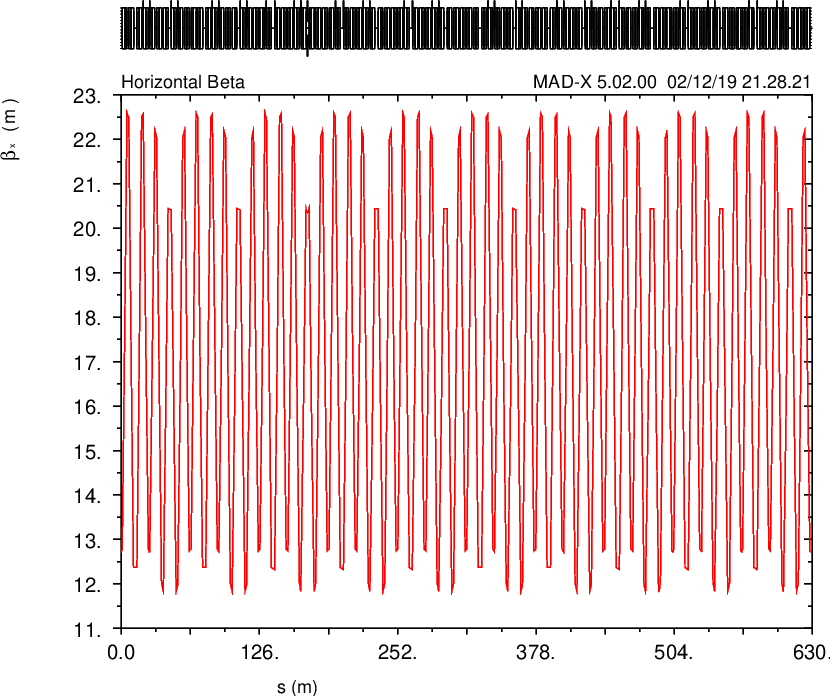 Horizontal Beta
MAD-X 5.02.00 02/12/19 21.28.21
βx (m)
23.
22.
21.
20.
19.
18.
17.
16.
15.
14.
13.
12.
11.
0.0 126. 252. 378. 504. 630.
s (m)